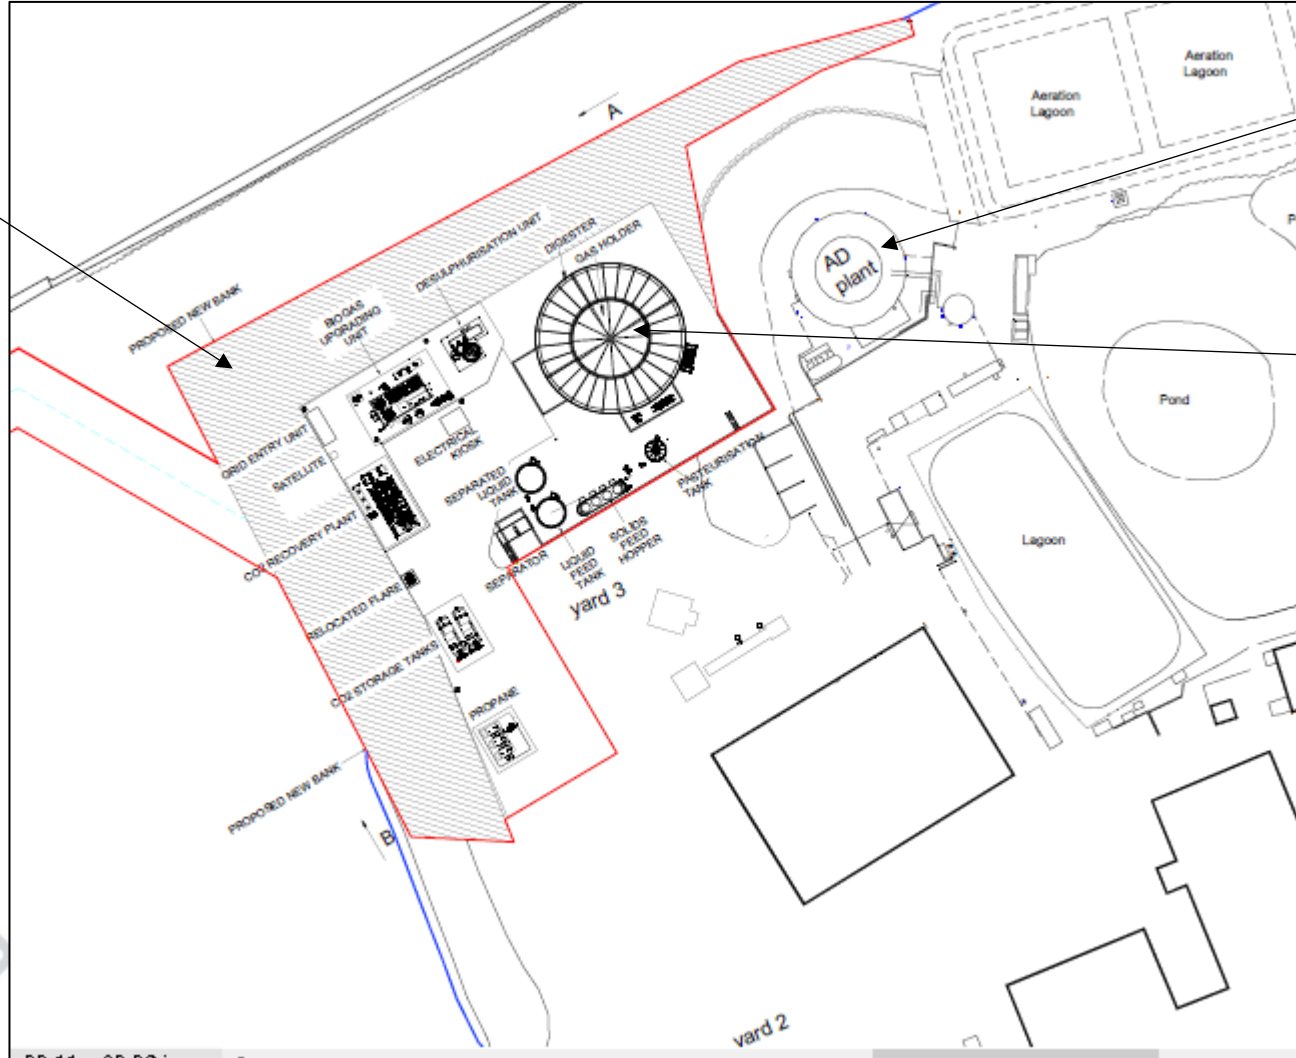 Aeration
Lagoon
Aeration
Lagoon
A
DESULPHURISATION UNIT
DIGESTER
GAS HOLDER
AD
plant
PROPOSED NEW BANK
BIOGAS
UPGRADING
UNIT
Pond
GRID ENTRY UNIT
SATELLITE
ELECTRICAL
KIOSK
SEPARATED
LIQUID
TANK
PASTEURISATION
TANK
CO2 RECOVERY PLANT
SEPARATOR
LIQUID
FEED
TANK
SOLIDS
FEED
HOPPER
Lagoon
yard 3
RELOCATED FLARE
CO2 STORAGE TANKS
PROPANE
PROPOSED NEW BANK
B
yard 2